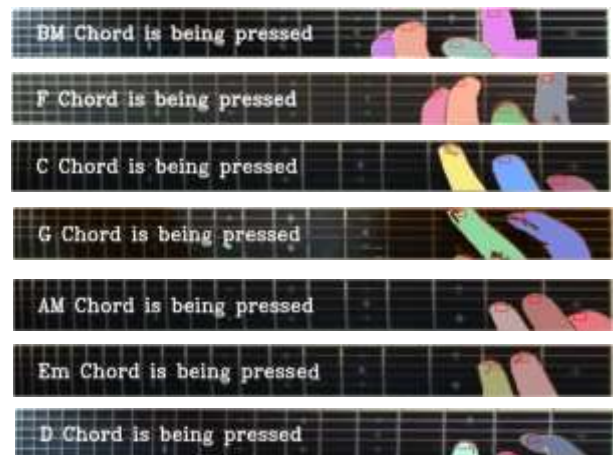 BM Chord is being pressed
F Chord is being pressed
C Chord is being pressed
G Chord is being pressed
AM Chord is being pressed
Em Chord is being pressed
D Chord is being pressed